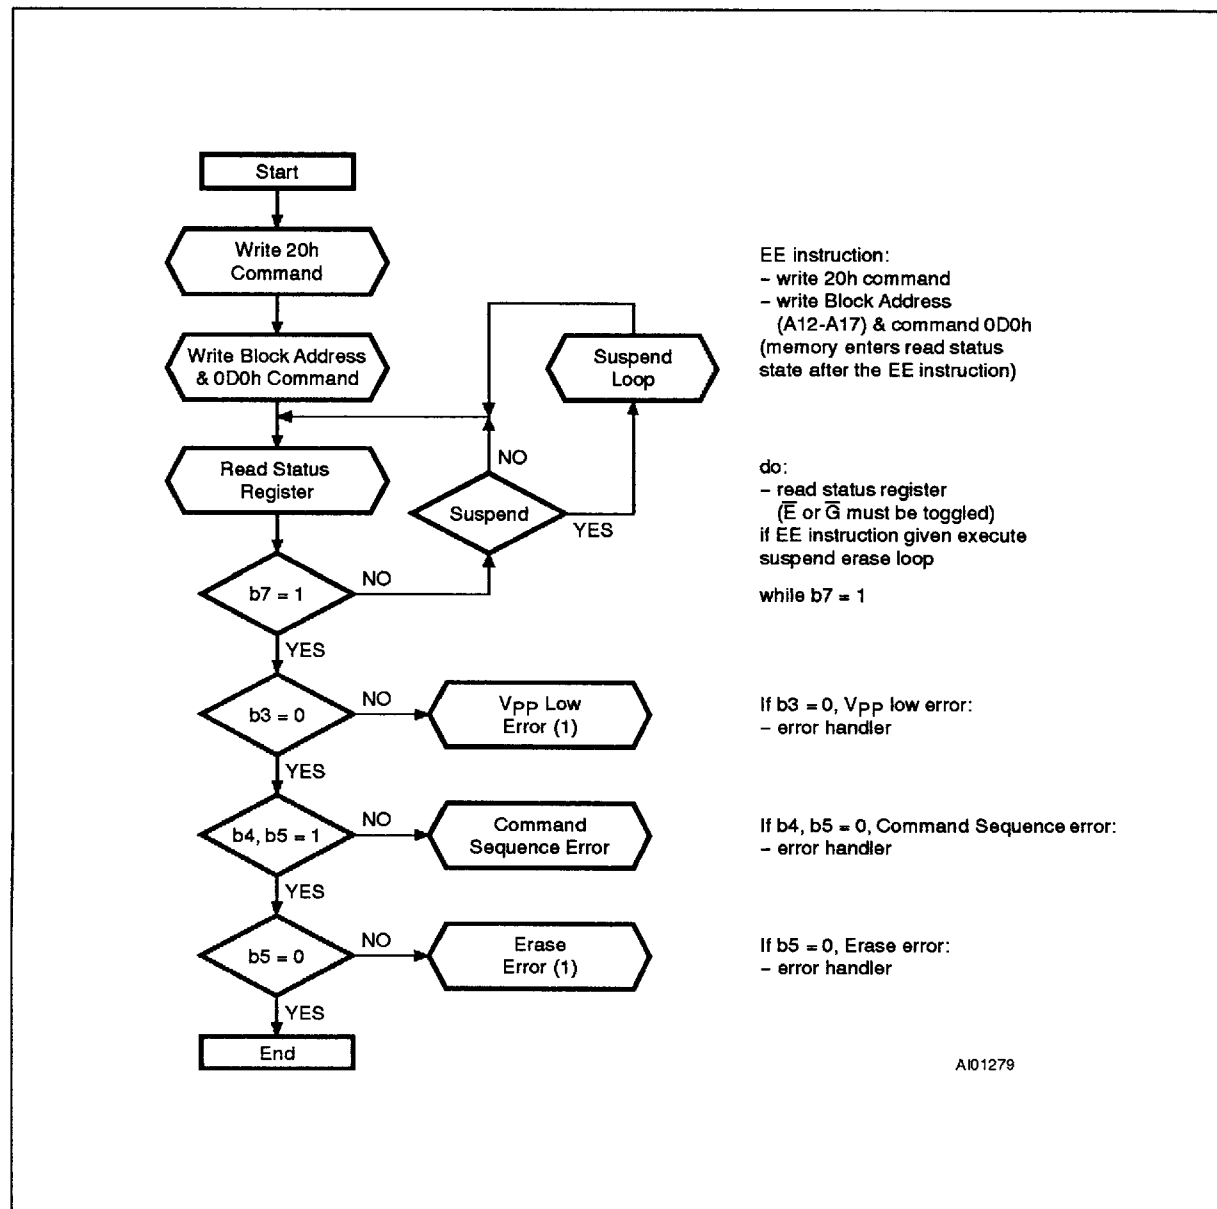 Start
Write 20h
Command
Write Block Address
& 0D0h Command
Suspend
Loop
Read Status
Register
NO
Suspend
YES
b7 = 1
NO
YES
b3 = 0
NO
VPP Low
Error (1)
YES
b4, b5 = 1
NO
Command
Sequence Error
YES
b5 = 0
NO
Erase
Error (1)
YES
End
EE instruction:
– write 20h command
– write Block Address
(A12-A17) & command 0D0h
(memory enters read status
state after the EE instruction)
do:
– read status register
(E̅ or G̅ must be toggled)
if EE instruction given execute
suspend erase loop
while b7 = 1
If b3 = 0, VPP low error:
– error handler
If b4, b5 = 0, Command Sequence error:
– error handler
If b5 = 0, Erase error:
– error handler
AI01279